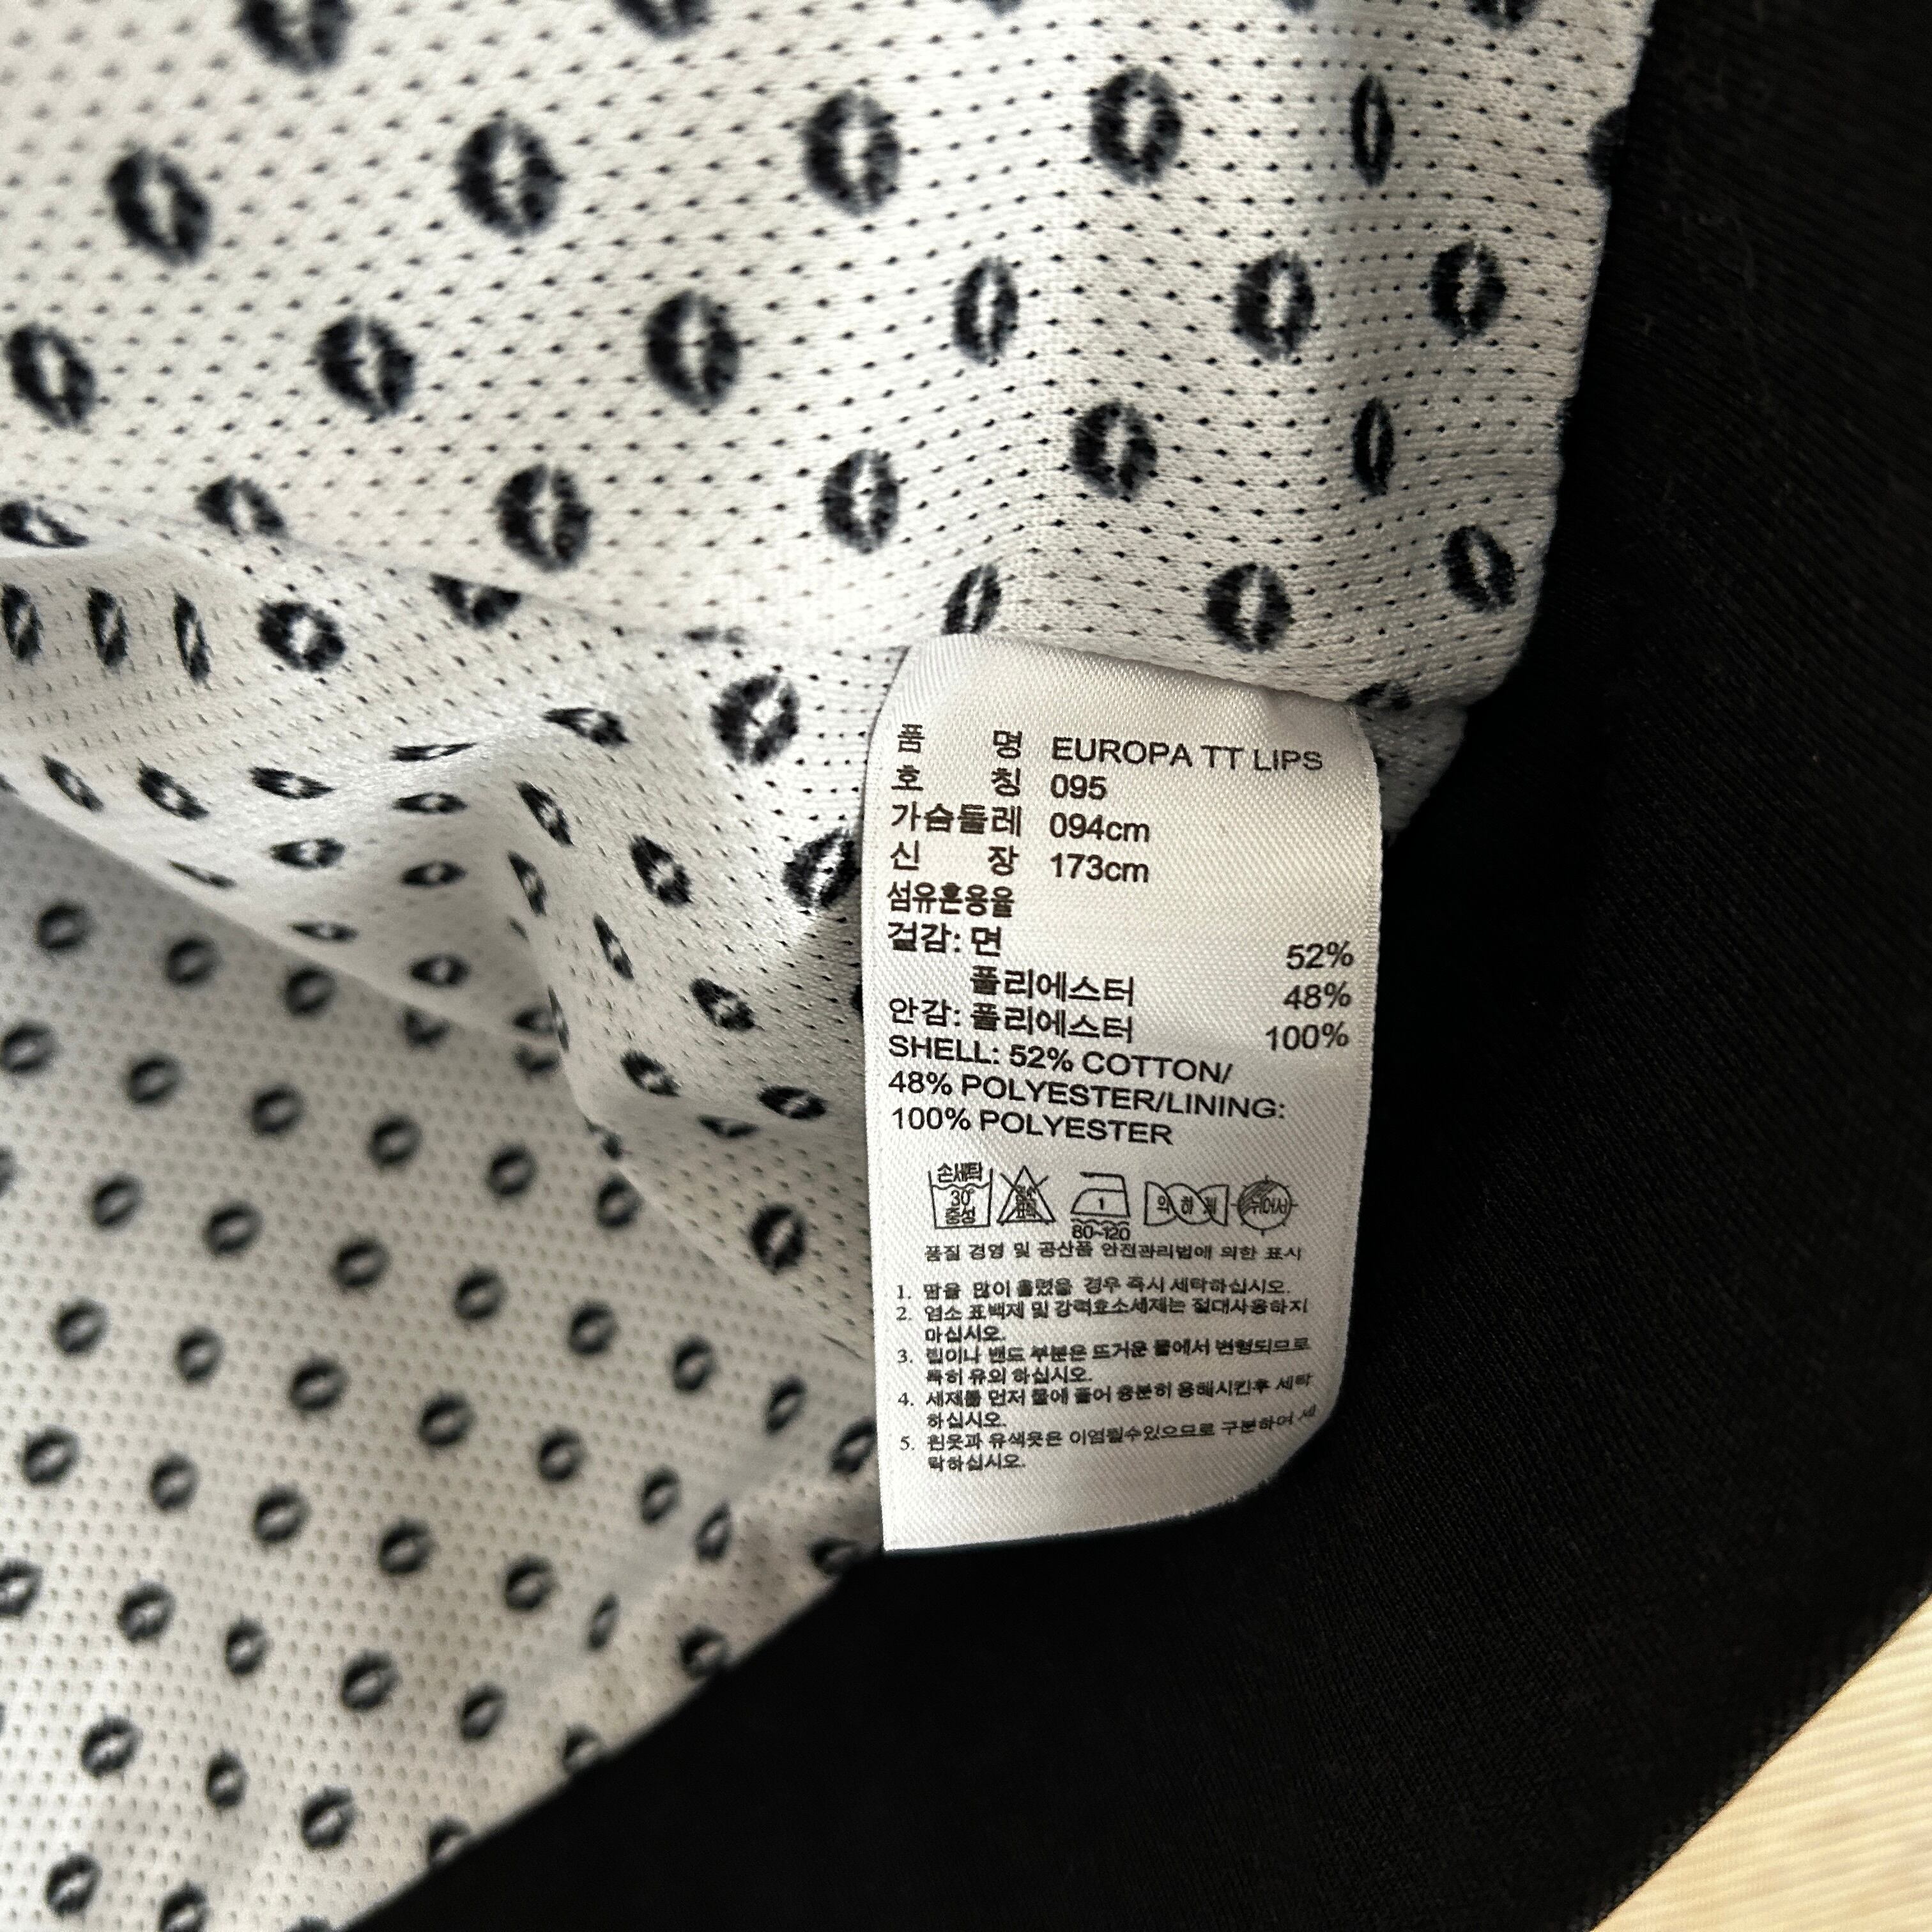 품 명 EUROPA TT LIPS
호 칭 095
가슴둘레 094cm
신 장 173cm
섬유혼용율
겉감: 면 52%
폴리에스터 48%
안감: 폴리에스터 100%
SHELL: 52% COTTON/
48% POLYESTER/LINING:
100% POLYESTER
손세탁
30°
중성
1
80~120
약 하 게
뉘어서
품질 경영 및 공산품 안전관리법에 의한 표시
1. 땀을 많이 흘렸을 경우 즉시 세탁하십시오.
2. 염소 표백제 및 강력효소세제는 절대사용하지
마십시오.
3. 립이나 밴드 부분은 뜨거운 물에서 변형되므로
특히 유의 하십시오.
4. 세제를 먼저 물에 풀어 충분히 용해시킨후 세탁
하십시오.
5. 흰옷과 유색옷은 이염될수있으므로 구분하여 세
탁하십시오.